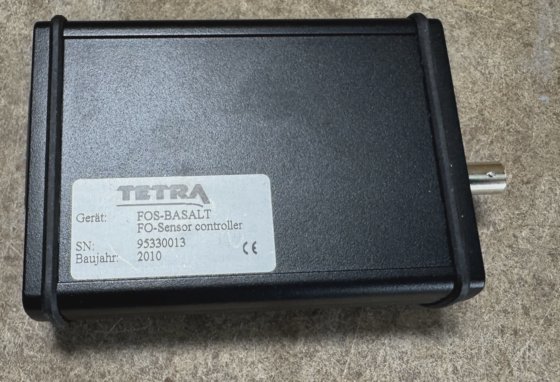 TETRA
Gerät: FOS-BASALT
FO-Sensor controller
SN: 95330013
Baujahr: 2010 CE